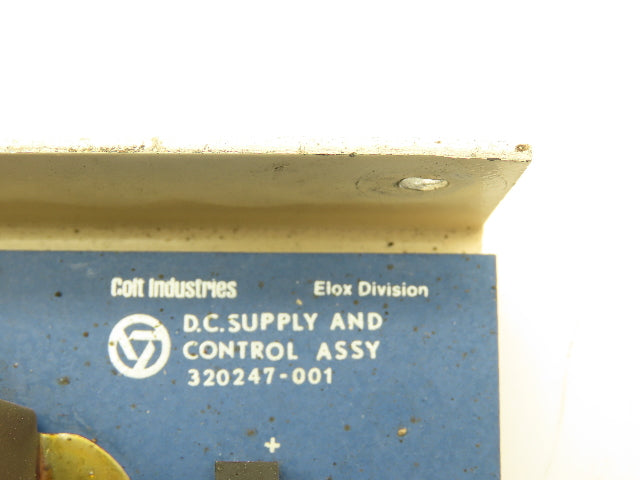 Colt Industries Elox Division
D.C. SUPPLY AND
CONTROL ASSY
320247-001
+